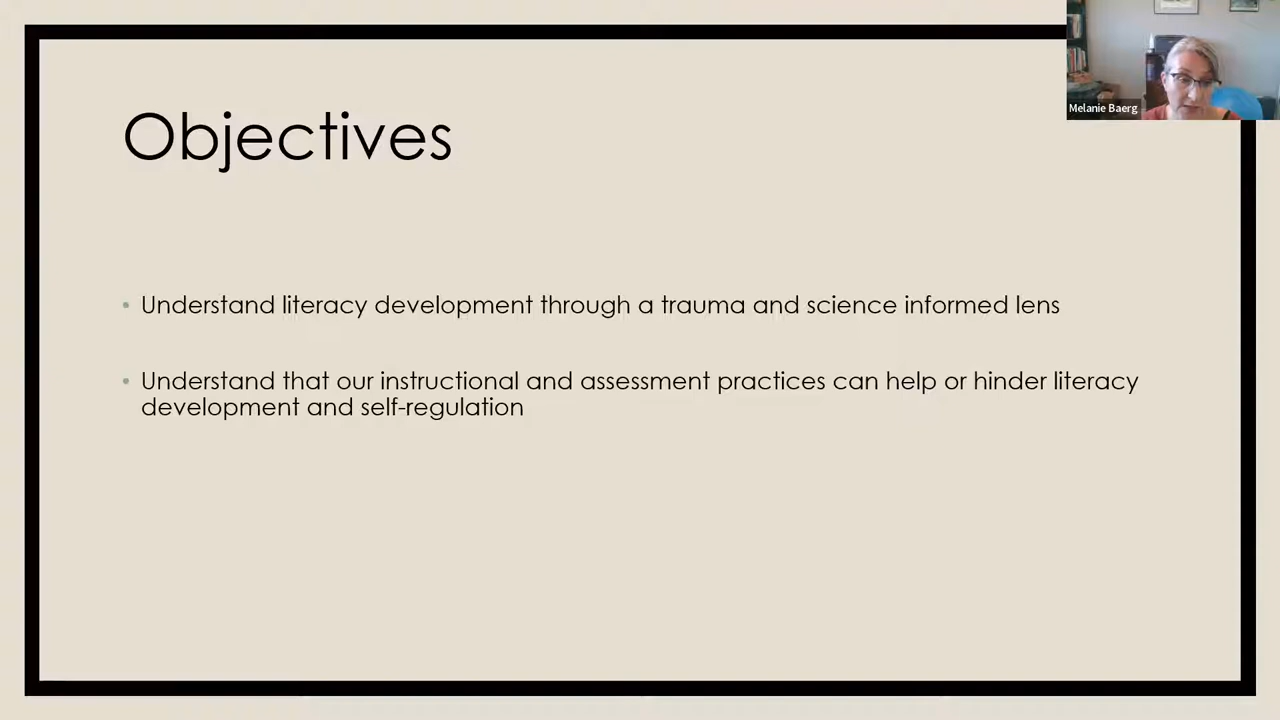 Melanie Baerg
Objectives
Understand literacy development through a trauma and science informed lens
Understand that our instructional and assessment practices can help or hinder literacy
development and self-regulation